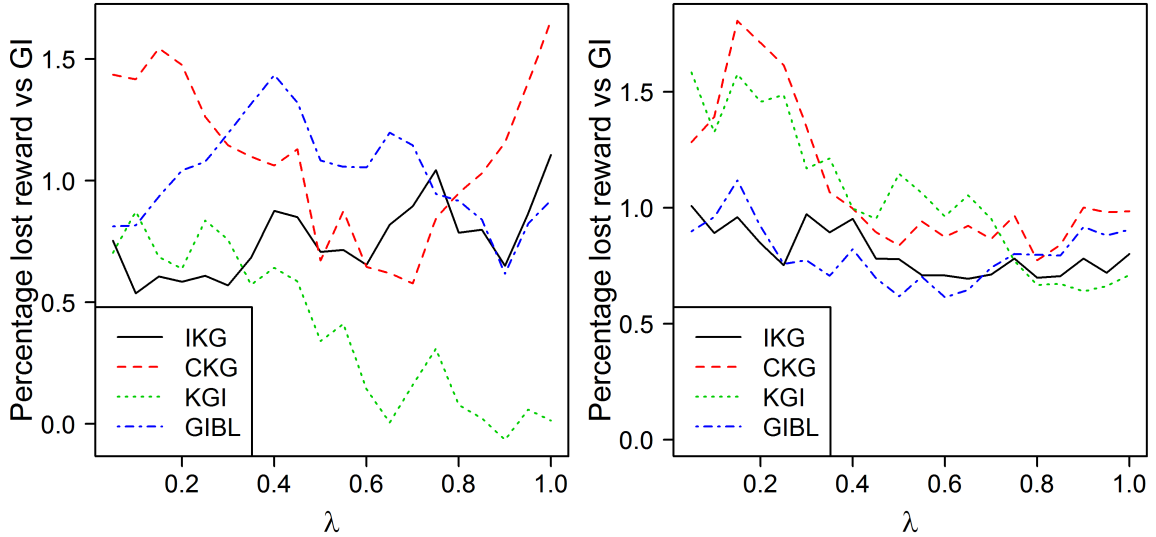 Percentage lost reward vs GI
1.5
1.0
0.5
0.0
IKG
CKG
KGI
GIBL
0.2 0.4 0.6 0.8 1.0
λ
Percentage lost reward vs GI
1.5
1.0
0.5
0.0
IKG
CKG
KGI
GIBL
0.2 0.4 0.6 0.8 1.0
λ